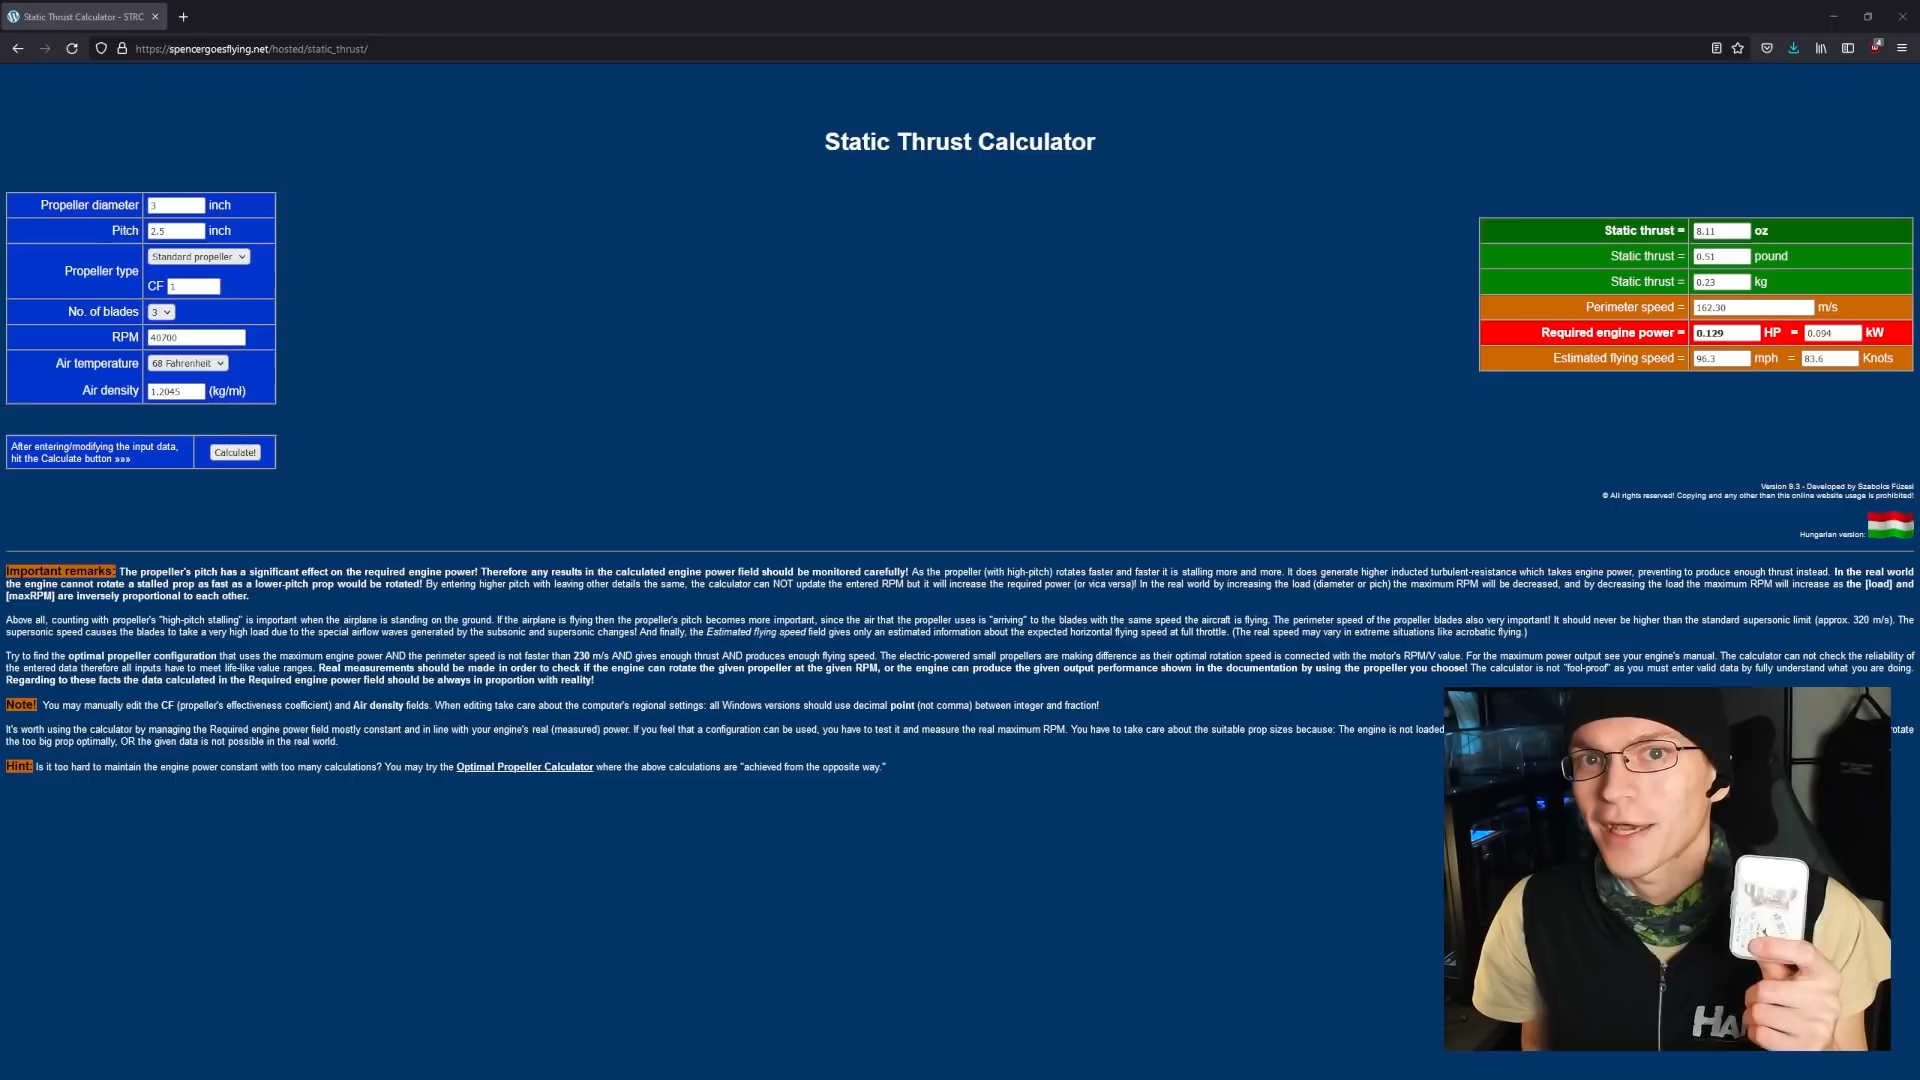 Static Thrust Calculator - STRC
https://spencergoesflying.net/hosted/static_thrust/
4
Static Thrust Calculator
Propeller diameter 3 inch
Pitch 2.5 inch
Propeller type Standard propeller
CF 1
No. of blades 3
RPM 40700
Air temperature 68 Fahrenheit
Air density 1.2045 (kg/mł)
After entering/modifying the input data,
hit the Calculate button »»»
Calculate!
Static thrust = 8.11 oz
Static thrust = 0.51 pound
Static thrust = 0.23 kg
Perimeter speed = 162.30 m/s
Required engine power = 0.129 HP = 0.094 kW
Estimated flying speed = 96.3 mph = 83.6 Knots
Version 9.3 - Developed by Szabolcs Füzesi
© All rights reserved! Copying and any other than this online website usage is prohibited!
Hungarian version:
Important remarks: The propeller's pitch has a significant effect on the required engine power! Therefore any results in the calculated engine power field should be monitored carefully! As the propeller (with high-pitch) rotates faster and faster it is stalling more and more. It does generate higher inducted turbulent-resistance which takes engine power, preventing to produce enough thrust instead. In the real world
the engine cannot rotate a stalled prop as fast as a lower-pitch prop would be rotated! By entering higher pitch with leaving other details the same, the calculator can NOT update the entered RPM but it will increase the required power (or vica versa)! In the real world by increasing the load (diameter or pich) the maximum RPM will be decreased, and by decreasing the load the maximum RPM will increase as the [load] and
[maxRPM] are inversely proportional to each other.
Above all, counting with propeller's "high-pitch stalling" is important when the airplane is standing on the ground. If the airplane is flying then the propeller's pitch becomes more important, since the air that the propeller uses is "arriving" to the blades with the same speed the aircraft is flying. The perimeter speed of the propeller blades also very important! It should never be higher than the standard supersonic limit (approx. 320 m/s). The
supersonic speed causes the blades to take a very high load due to the special airflow waves generated by the subsonic and supersonic changes! And finally, the Estimated flying speed field gives only an estimated information about the expected horizontal flying speed at full throttle. (The real speed may vary in extreme situations like acrobatic flying.)
Try to find the optimal propeller configuration that uses the maximum engine power AND the perimeter speed is not faster than 230 m/s AND gives enough thrust AND produces enough flying speed. The electric-powered small propellers are making difference as their optimal rotation speed is connected with the motor's RPM/V value. For the maximum power output see your engine's manual. The calculator can not check the reliability of
the entered data therefore all inputs have to meet life-like value ranges. Real measurements should be made in order to check if the engine can rotate the given propeller at the given RPM, or the engine can produce the given output performance shown in the documentation by using the propeller you choose! The calculator is not "fool-proof" as you must enter valid data by fully understand what you are doing.
Regarding to these facts the data calculated in the Required engine power field should be always in proportion with reality!
Note! You may manually edit the CF (propeller's effectiveness coefficient) and Air density fields. When editing take care about the computer's regional settings: all Windows versions should use decimal point (not comma) between integer and fraction!
It's worth using the calculator by managing the Required engine power field mostly constant and in line with your engine's real (measured) power. If you feel that a configuration can be used, you have to test it and measure the real maximum RPM. You have to take care about the suitable prop sizes because: The engine is not loaded
the too big prop optimally, OR the given data is not possible in the real world.
Hint: Is it too hard to maintain the engine power constant with too many calculations? You may try the Optimal Propeller Calculator where the above calculations are "achieved from the opposite way."